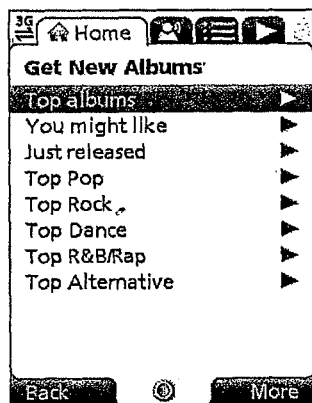 3G
Home
Get New Albums
Top albums
You might like
Just released
Top Pop
Top Rock
Top Dance
Top R&B/Rap
Top Alternative
Back More